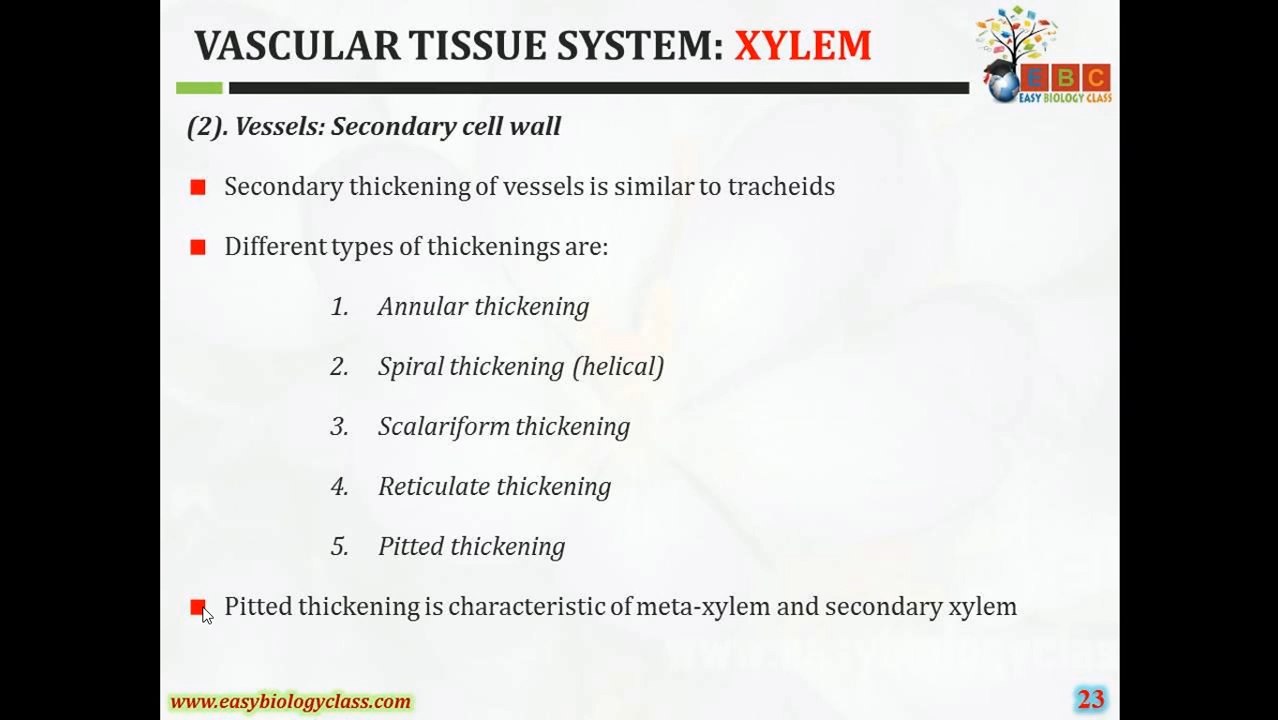 VASCULAR TISSUE SYSTEM: XYLEM
E B C
EASY BIOLOGY CLASS
(2). Vessels: Secondary cell wall
Secondary thickening of vessels is similar to tracheids
Different types of thickenings are:
1. Annular thickening
2. Spiral thickening (helical)
3. Scalariform thickening
4. Reticulate thickening
5. Pitted thickening
Pitted thickening is characteristic of meta-xylem and secondary xylem
www.easybiologyclass
www.easybiologyclass.com
23